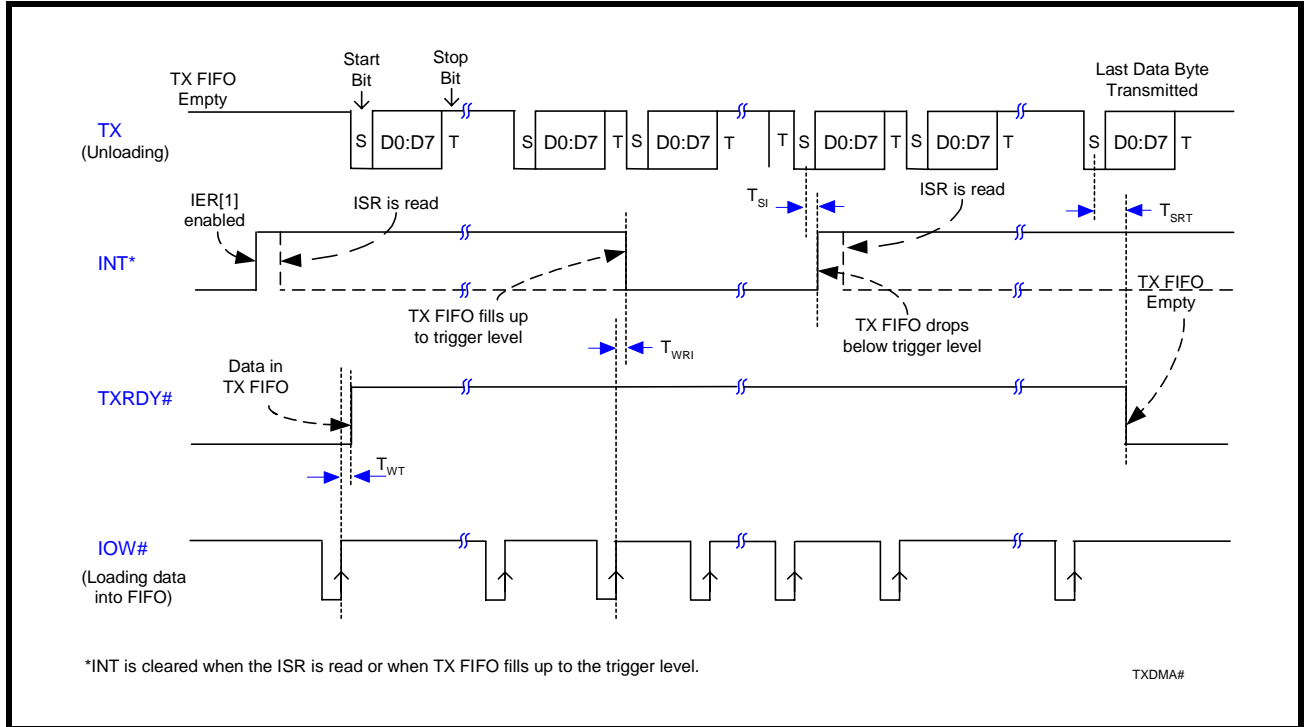 TX FIFO
Empty
Start
Bit
Stop
Bit
Last Data Byte
Transmitted
TX
(Unloading)
S D0:D7 T S D0:D7 T S D0:D7 T T S D0:D7 T S D0:D7 T S D0:D7 T
IER[1]
enabled
ISR is read
TSI
ISR is read
TSRT
INT*
TX FIFO fills up
to trigger level
TX FIFO drops
below trigger level
TX FIFO
Empty
TWRI
Data in
TX FIFO
TXRDY#
TWT
IOW#
(Loading data
into FIFO)
*INT is cleared when the ISR is read or when TX FIFO fills up to the trigger level.
TXDMA#